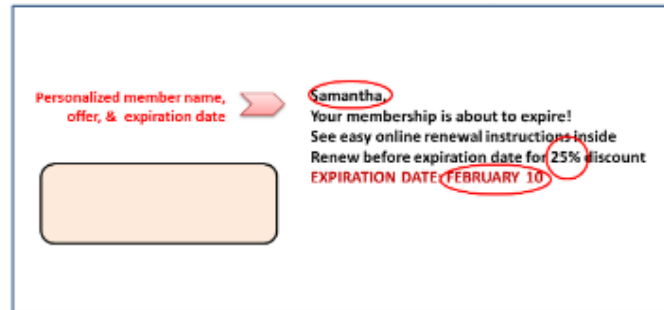 Personalized member name,
offer, & expiration date
Samantha,
Your membership is about to expire!
See easy online renewal instructions inside
Renew before expiration date for 25% discount
EXPIRATION DATE: FEBRUARY 10